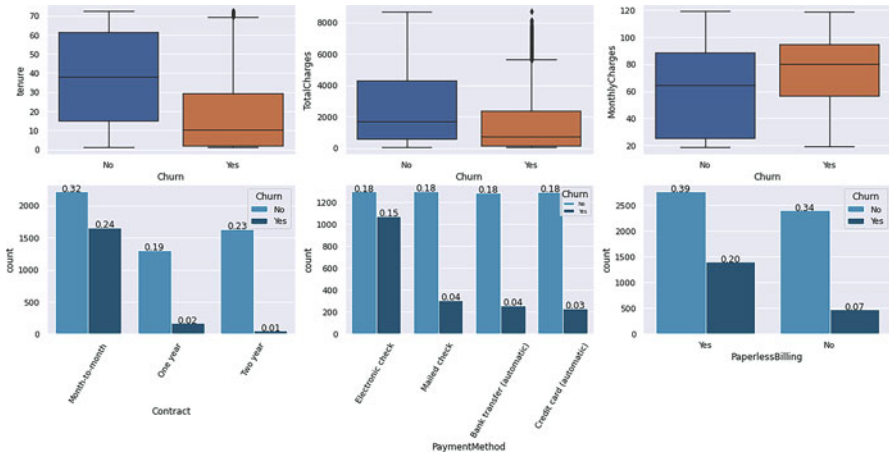 70
60
50
40
30
20
10
0
tenure
No
Yes
Churn
8000
6000
4000
2000
0
TotalCharges
No
Yes
Churn
120
100
80
60
40
20
MonthlyCharges
No
Yes
Churn
2000
1500
1000
500
0
count
0.32
0.24
0.19
0.02
0.23
0.01
Churn
No
Yes
Month-to-month
One year
Two year
Contract
1200
1000
800
600
400
200
0
count
0.18
0.15
0.18
0.04
0.18
0.04
0.18
0.03
Churn
No
Yes
Electronic check
Mailed check
Bank transfer (automatic)
Credit card (automatic)
PaymentMethod
2500
2000
1500
1000
500
0
count
0.39
0.20
0.34
0.07
Churn
No
Yes
Yes
No
PaperlessBilling